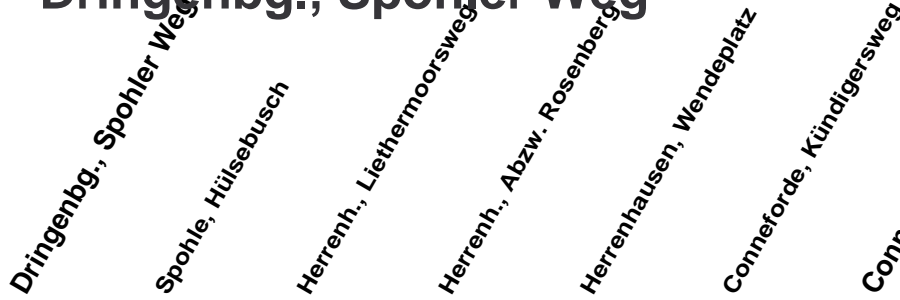 Dringenbg., Spohler Weg
Dringenbg., Spohler Weg
Spohle, Hülsebusch
Herrenh., Liethermoorsweg
Herrenh., Abzw. Rosenberg
Herrenhausen, Wendeplatz
Conneforde, Kündigersweg